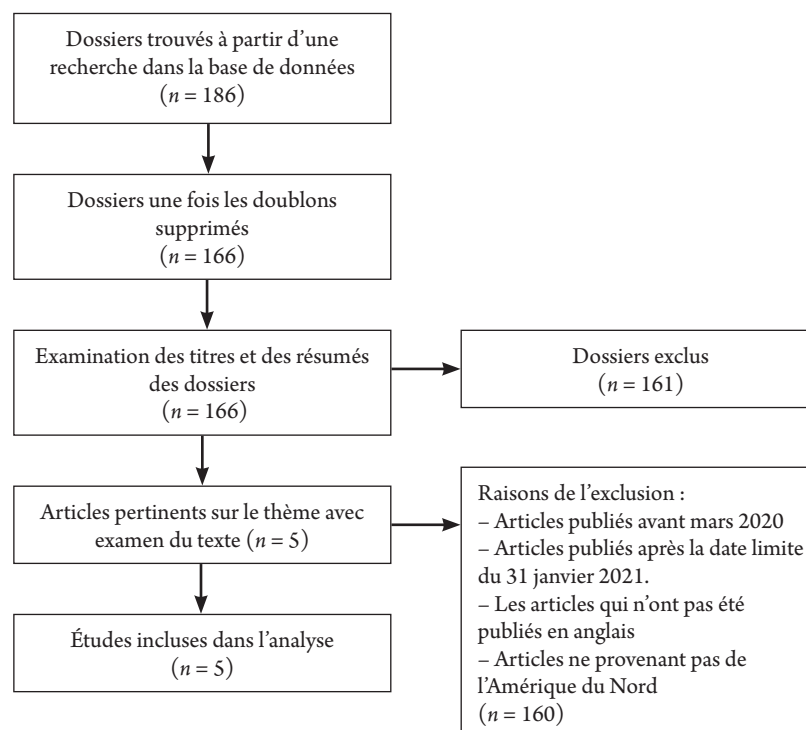 Dossiers trouvés à partir d’une
recherche dans la base de données
(n = 186)
Dossiers une fois les doublons
supprimés
(n = 166)
Examination des titres et des résumés
des dossiers
(n = 166)
Dossiers exclus
(n = 161)
Articles pertinents sur le thème avec
examen du texte (n = 5)
Raisons de l’exclusion :
– Articles publiés avant mars 2020
– Articles publiés après la date limite
du 31 janvier 2021.
– Les articles qui n’ont pas été
publiés en anglais
– Articles ne provenant pas de
l’Amérique du Nord
(n = 160)
Études incluses dans l’analyse
(n = 5)